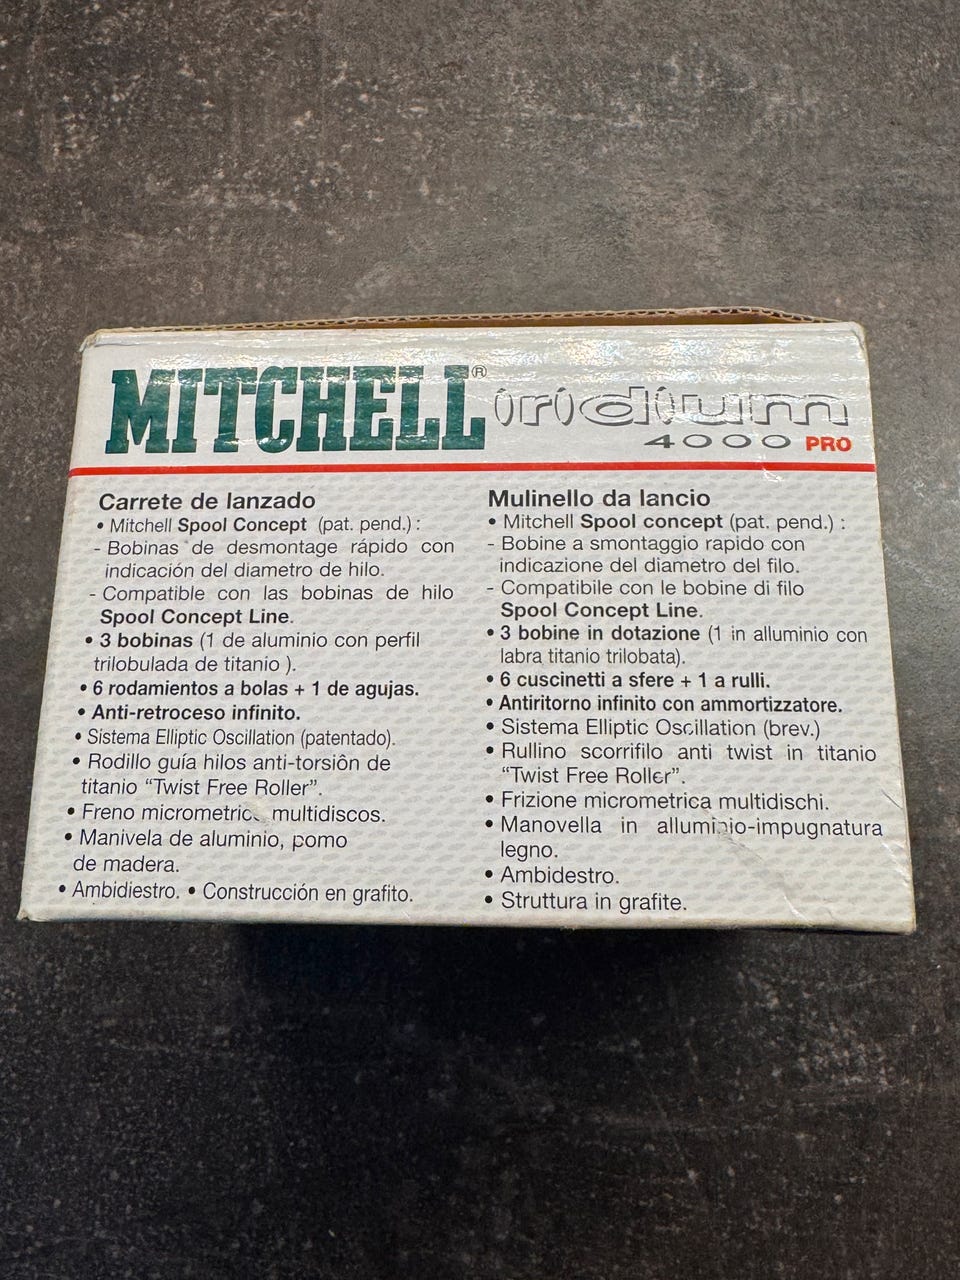 MITCHELL® iridium
4000 PRO
Carrete de lanzado
• Mitchell Spool Concept (pat. pend.) :
- Bobinas de desmontage rápido con
indicación del diametro de hilo.
- Compatible con las bobinas de hilo
Spool Concept Line.
• 3 bobinas (1 de aluminio con perfil
trilobulada de titanio ).
• 6 rodamientos a bolas + 1 de agujas.
• Anti-retroceso infinito.
• Sistema Elliptic Oscillation (patentado).
• Rodillo guía hilos anti-torsiôn de
titanio “Twist Free Roller”.
• Freno micrometric multidiscos.
• Manivela de aluminio, pomo
de madera.
• Ambidiestro. • Construcción en grafito.
Mulinello da lancio
• Mitchell Spool concept (pat. pend.) :
- Bobine a smontaggio rapido con
indicazione del diametro del filo.
- Compatibile con le bobine di filo
Spool Concept Line.
• 3 bobine in dotazione (1 in alluminio con
labra titanio trilobata).
• 6 cuscinetti a sfere + 1 a rulli.
• Antiritorno infinito con ammortizzatore.
• Sistema Elliptic Oscillation (brev.)
• Rullino scorrifilo anti twist in titanio
“Twist Free Roller”.
• Frizione micrometrica multidischi.
• Manovella in alluminio-impugnatura
legno.
• Ambidestro.
• Struttura in grafite.